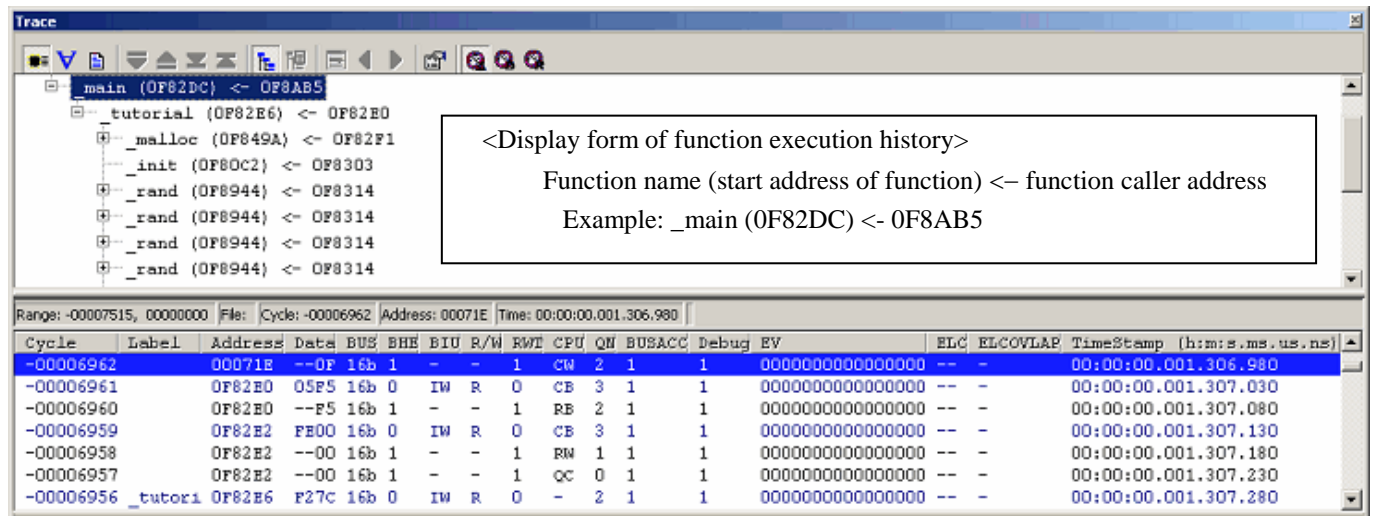 Trace
_main (0F82DC) <- 0F8AB5
_tutorial (0F82E6) <- 0F82E0
_malloc (0F849A) <- 0F82F1
_init (0F80C2) <- 0F8303
_rand (0F8944) <- 0F8314
_rand (0F8944) <- 0F8314
_rand (0F8944) <- 0F8314
_rand (0F8944) <- 0F8314
<Display form of function execution history>
Function name (start address of function) <– function caller address
Example: _main (0F82DC) <- 0F8AB5
Range: -00007515, 00000000 File: Cycle: -00006962 Address: 00071E Time: 00:00:00.001.306.980
Cycle Label Address Data BUS BHE BIU R/W RWT CPU QN BUSACC Debug EV ELC ELCOVLAP TimeStamp (h:m:s.ms.us.ns)
-00006962 00071E --0F 16b 1 - - 1 CW 2 1 1 0000000000000000 -- - 00:00:00.001.306.980
-00006961 0F82E0 05F5 16b 0 IW R 0 CB 3 1 1 0000000000000000 -- - 00:00:00.001.307.030
-00006960 0F82E0 --F5 16b 1 - - 1 RB 2 1 1 0000000000000000 -- - 00:00:00.001.307.080
-00006959 0F82E2 FE00 16b 0 IW R 0 CB 3 1 1 0000000000000000 -- - 00:00:00.001.307.130
-00006958 0F82E2 --00 16b 1 - - 1 RW 1 1 1 0000000000000000 -- - 00:00:00.001.307.180
-00006957 0F82E2 --00 16b 1 - - 1 QC 0 1 1 0000000000000000 -- - 00:00:00.001.307.230
-00006956 _tutori 0F82E6 F27C 16b 0 IW R 0 - 2 1 1 0000000000000000 -- - 00:00:00.001.307.280